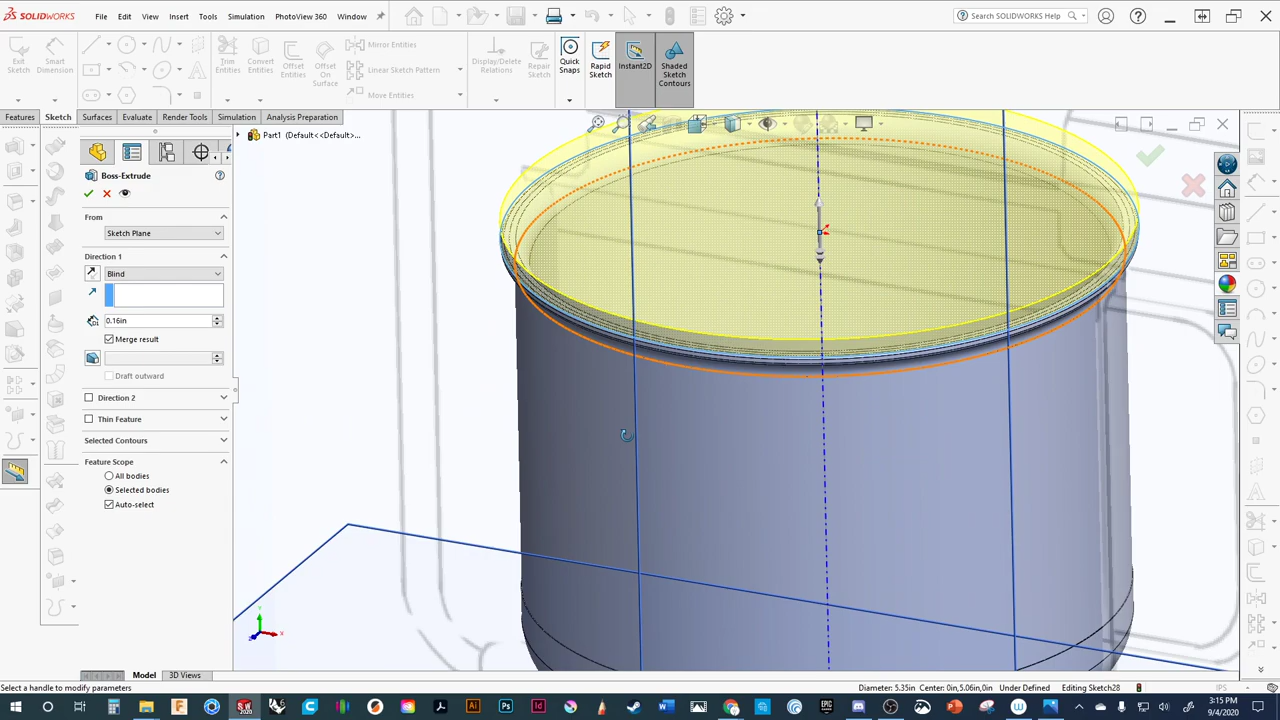 SOLIDWORKS
File Edit View Insert Tools Simulation PhotoView 360 Window
Search SOLIDWORKS Help
Exit Sketch
Smart Dimension
Trim Entities
Convert Entities
Offset Entities
Offset On Surface
Mirror Entities
Linear Sketch Pattern
Move Entities
Display/Delete Relations
Repair Sketch
Quick Snaps
Rapid Sketch
Instant2D
Shaded Sketch Contours
Features Sketch Surfaces Evaluate Render Tools Simulation Analysis Preparation
Part1 (Default<<Default>...
Boss-Extrude
From
Sketch Plane
Direction 1
Blind
0.16in
Merge result
Draft outward
Direction 2
Thin Feature
Selected Contours
Feature Scope
All bodies
Selected bodies
Auto-select
Model 3D Views
Select a handle to modify parameters
Diameter: 5.35in Center: 0in,5.06in,0in Under Defined Editing Sketch28 IPS
3:15 PM
9/4/2020